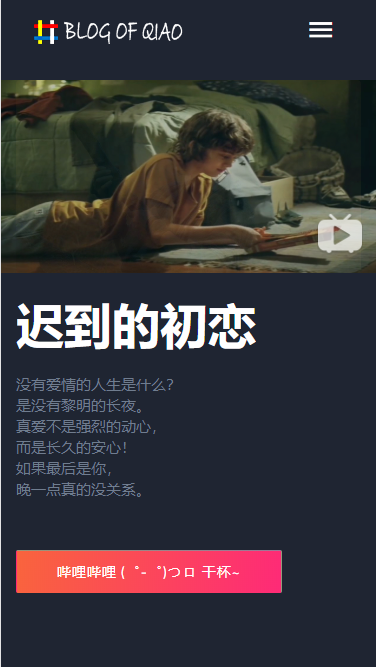 BLOG OF QIAO
迟到的初恋
没有爱情的人生是什么?
是没有黎明的长夜。
真爱不是强烈的动心，
而是长久的安心!
如果最后是你，
晚一点真的没关系。
哔哩哔哩 ( ゜- ゜)つロ 干杯~